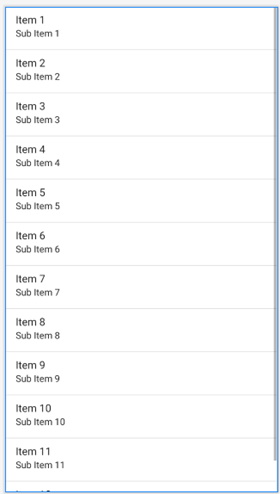 Item 1
Sub Item 1
Item 2
Sub Item 2
Item 3
Sub Item 3
Item 4
Sub Item 4
Item 5
Sub Item 5
Item 6
Sub Item 6
Item 7
Sub Item 7
Item 8
Sub Item 8
Item 9
Sub Item 9
Item 10
Sub Item 10
Item 11
Sub Item 11